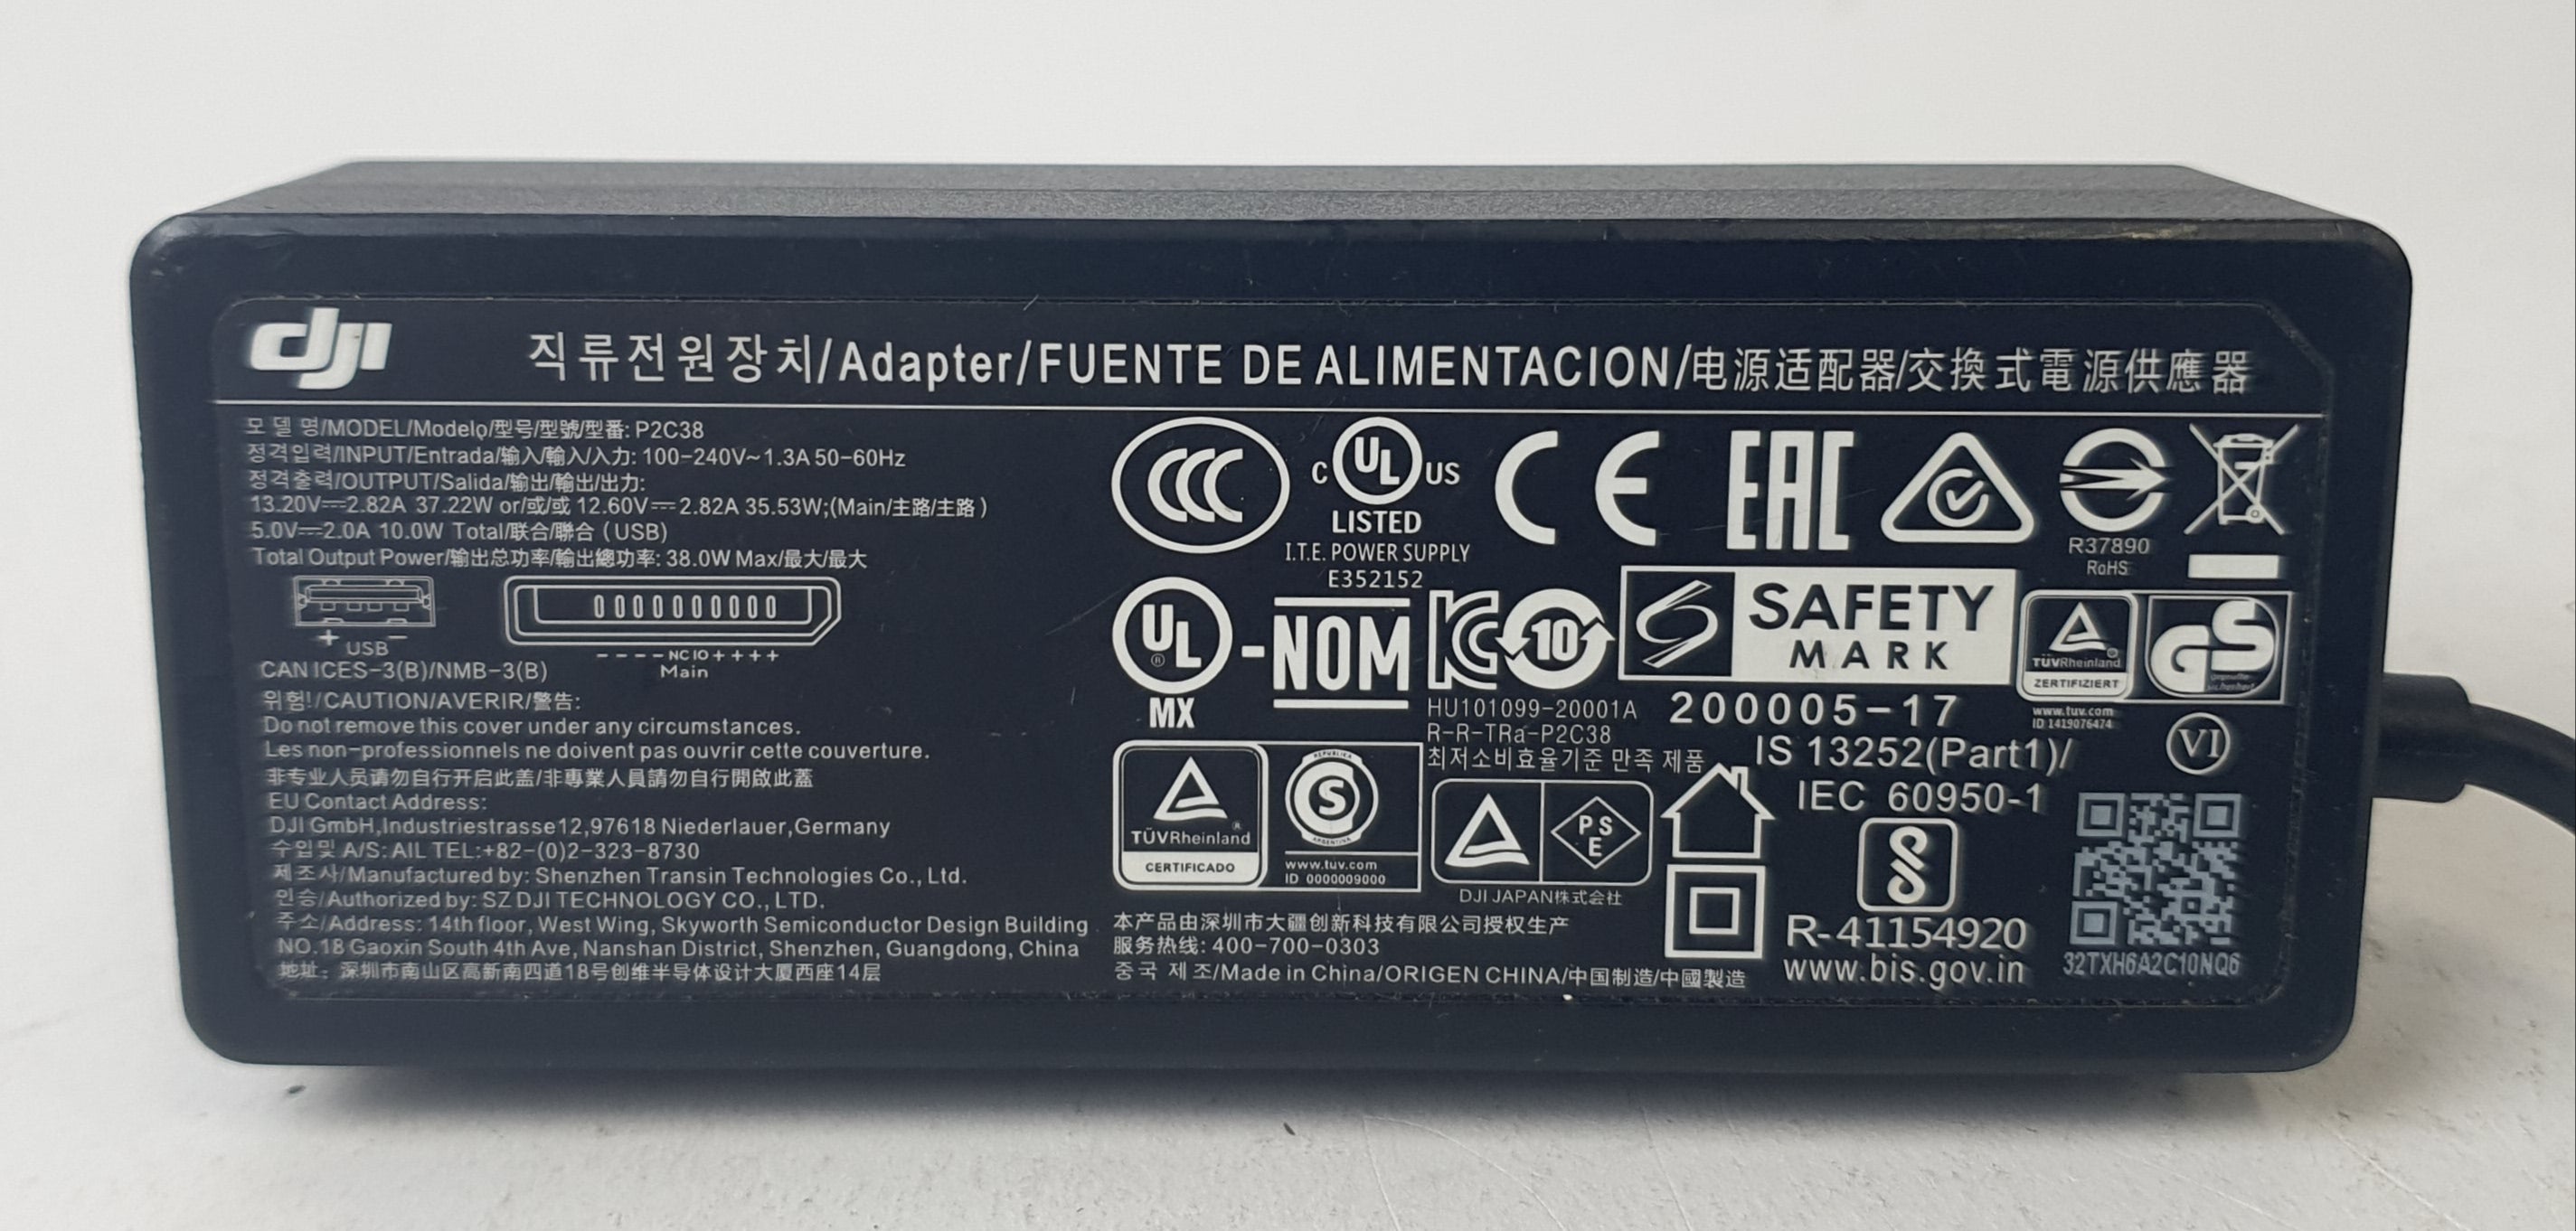 dji
직류전원장치/Adapter/FUENTE DE ALIMENTACION/电源适配器/交換式電源供應器
모델명/MODEL/Modelo/型号/型號/型番: P2C38
정격입력/INPUT/Entrada/输入/輸入/入力: 100-240V~1.3A 50-60Hz
정격출력/OUTPUT/Salida/输出/輸出/出力:
13.20V⎓2.82A 37.22W or/或/或 12.60V⎓2.82A 35.53W;(Main/主路/主路)
5.0V⎓2.0A 10.0W Total/联合/聯合 (USB)
Total Output Power/输出总功率/輸出總功率: 38.0W Max/最大/最大
+ USB −
- - - - NC IO + + + +
Main
CAN ICES-3(B)/NMB-3(B)
위험!/CAUTION/AVERIR/警告:
Do not remove this cover under any circumstances.
Les non-professionnels ne doivent pas ouvrir cette couverture.
非专业人员请勿自行开启此盖/非專業人員請勿自行開啟此蓋
EU Contact Address:
DJI GmbH,Industriestrasse12,97618 Niederlauer,Germany
수입및 A/S: AIL TEL:+82-(0)2-323-8730
제조사/Manufactured by: Shenzhen Transin Technologies Co., Ltd.
인승/Authorized by: SZ DJI TECHNOLOGY CO., LTD.
주소/Address: 14th floor, West Wing, Skyworth Semiconductor Design Building
NO.18 Gaoxin South 4th Ave, Nanshan District, Shenzhen, Guangdong, China
地址: 深圳市南山区高新南四道18号创维半导体设计大厦西座14层
CCC
C UL US
LISTED
I.T.E. POWER SUPPLY
E352152
CE
EAC
R37890
RoHS
UL ®
MX
-NOM
KC
10
SAFETY
MARK
TÜVRheinland
ZERTIFIZIERT
GS
geprüfte
Sicherheit
www.tuv.com
ID 1419076474
HU101099-20001A
R-R-TRa-P2C38
최저소비효율기준 만족 제품
200005-17
IS 13252(Part1)/
IEC 60950-1
VI
TÜVRheinland ®
CERTIFICADO
REPUBLICA
S
ARGENTINA
www.tuv.com
ID 0000009000
PS
E
DJI JAPAN株式会社
R-41154920
www.bis.gov.in
32TXH6A2C10NQ6
本产品由深圳市大疆创新科技有限公司授权生产
服务热线: 400-700-0303
중국 제조/Made in China/ORIGEN CHINA/中国制造/中國製造